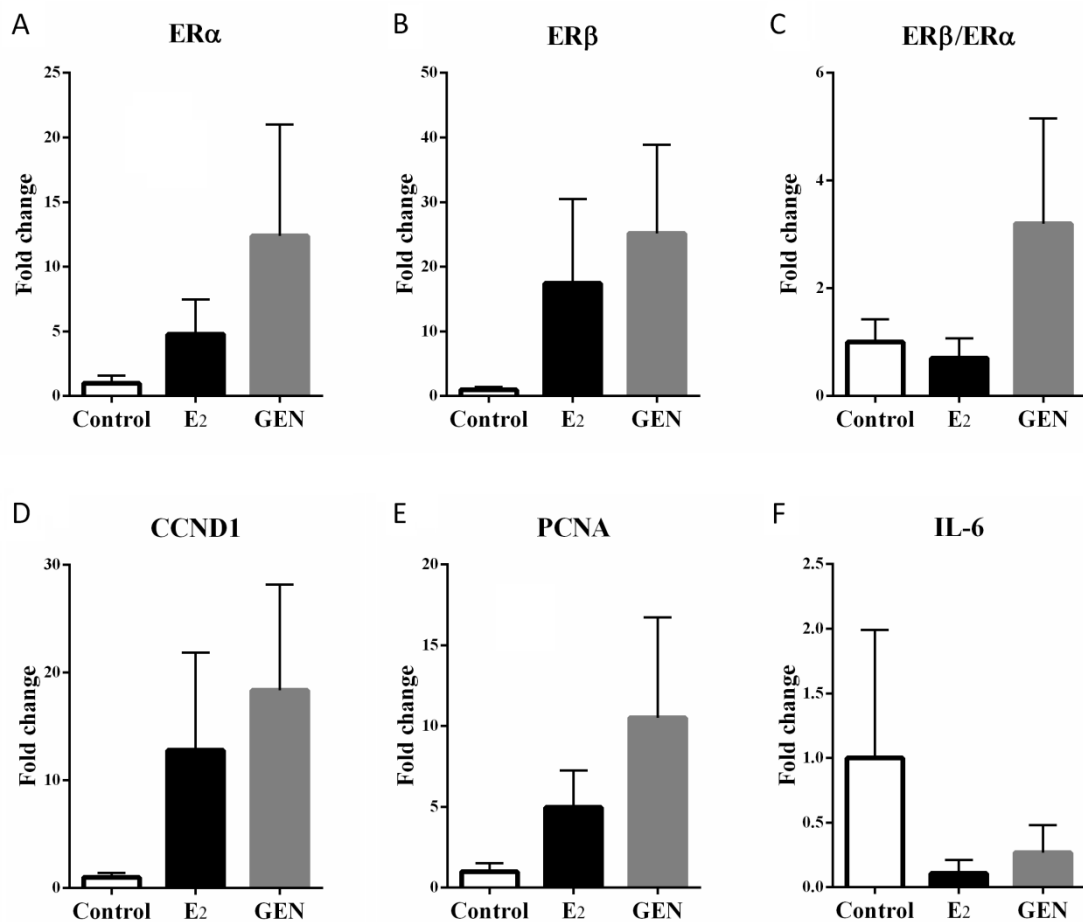 A
ERα
Fold change
25
20
15
10
5
0
Control E2 GEN
B
ERβ
Fold change
50
40
30
20
10
0
Control E2 GEN
C
ERβ/ERα
Fold change
6
4
2
0
Control E2 GEN
D
CCND1
Fold change
30
20
10
0
Control E2 GEN
E
PCNA
Fold change
20
15
10
5
0
Control E2 GEN
F
IL-6
Fold change
2.5
2.0
1.5
1.0
0.5
0.0
Control E2 GEN